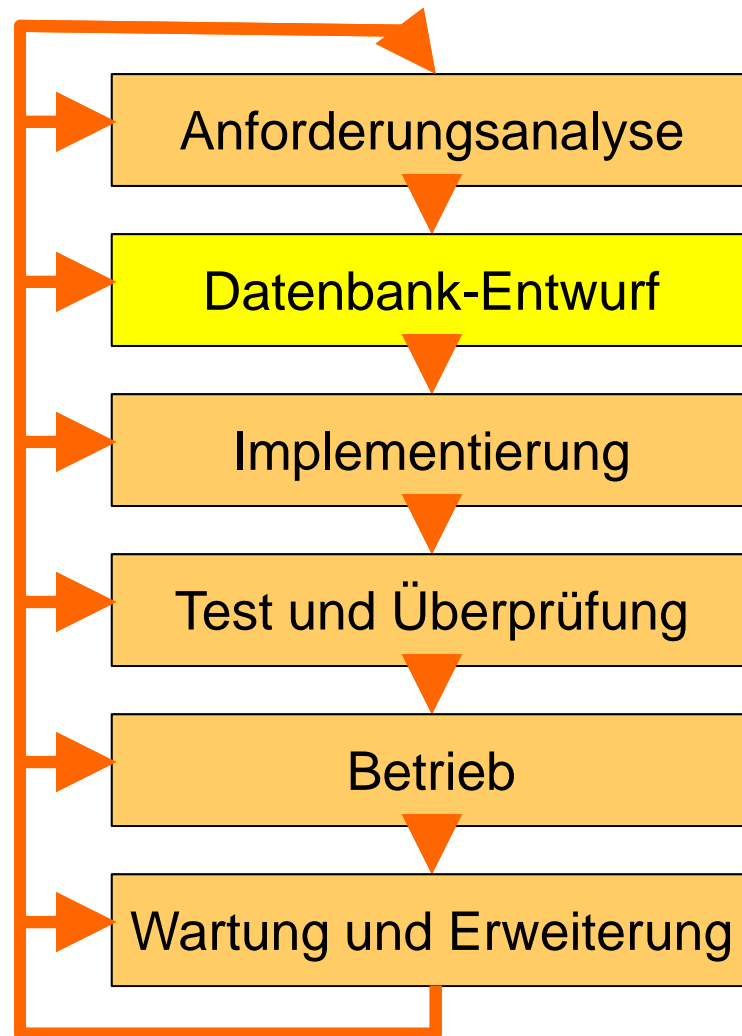 Anforderungsanalyse
Datenbank-Entwurf
Implementierung
Test und Überprüfung
Betrieb
Wartung und Erweiterung